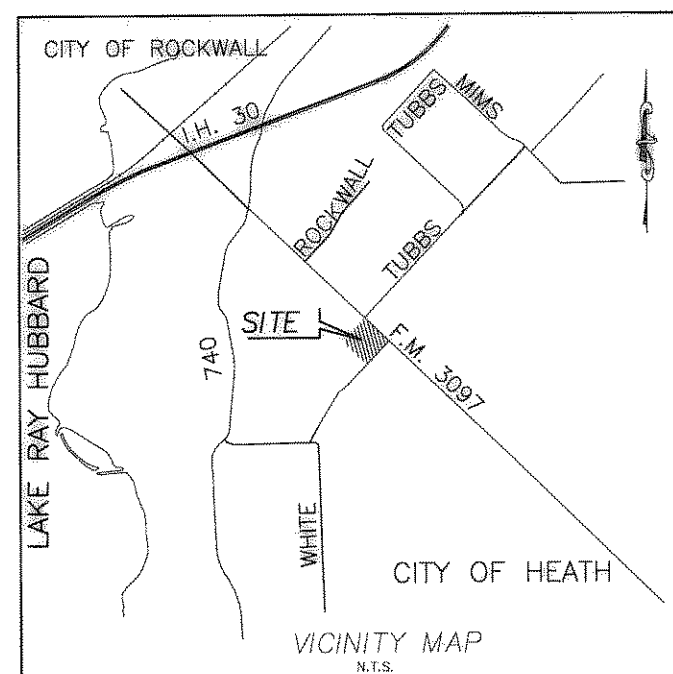 CITY OF ROCKWALL
I.H. 30
TUBBS
MIMS
ROCKWALL
TUBBS
SITE
740
F.M. 3097
LAKE RAY HUBBARD
WHITE
CITY OF HEATH
VICINITY MAP
N.T.S.